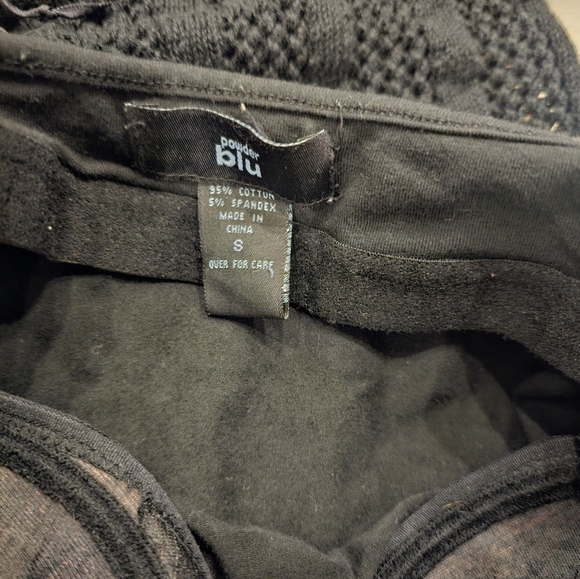 powder
blu
95% COTTON
5% SPANDEX
MADE IN
CHINA
S
OVER FOR CARE